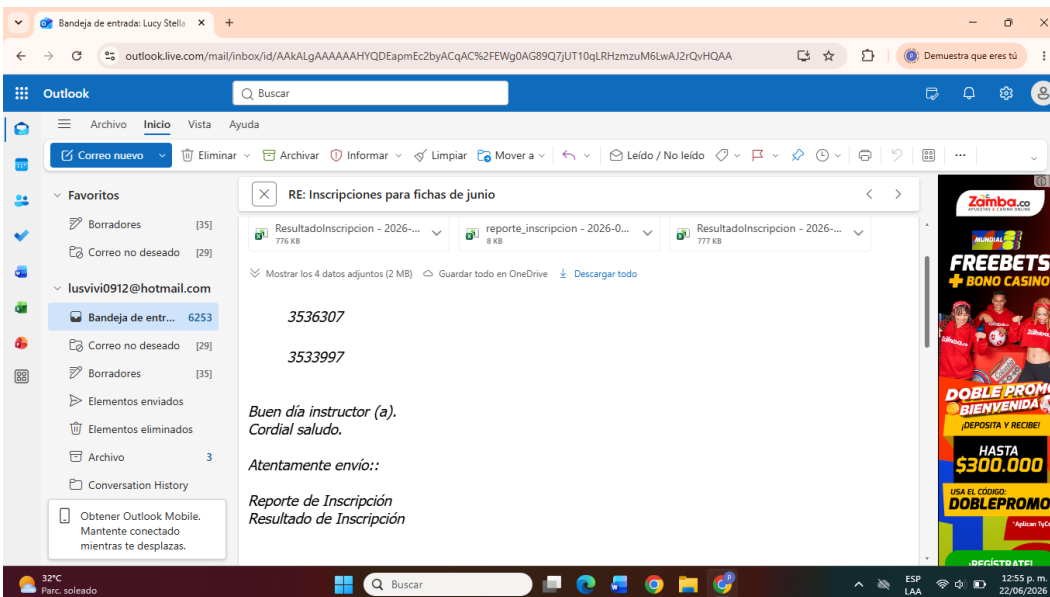 Bandeja de entrada: Lucy Stella
outlook.live.com/mail/inbox/id/AAkALgAAAAAAHYQDEapmEc2byACqAC%2FEWg0AG89Q7jUT10qLRHzmzuM6LwAJ2rQvHQAA
Demuestra que eres tú
Outlook
Buscar
Archivo Inicio Vista Ayuda
Correo nuevo Eliminar Archivar Informar Limpiar Mover a Leído / No leído
Favoritos
Borradores [35]
Correo no deseado [29]
lusvivi0912@hotmail.com
Bandeja de entr... 6253
Correo no deseado [29]
Borradores [35]
Elementos enviados
Elementos eliminados
Archivo 3
Conversation History
Obtener Outlook Mobile.
Mantente conectado
mientras te desplazas.
RE: Inscripciones para fichas de junio
ResultadoInscripcion - 2026-...
776 KB
reporte_inscripcion - 2026-0...
8 KB
ResultadoInscripcion - 2026-...
777 KB
Mostrar los 4 datos adjuntos (2 MB) Guardar todo en OneDrive Descargar todo
3536307
3533997
Buen día instructor (a).
Cordial saludo.
Atentamente envío::
Reporte de Inscripción
Resultado de Inscripción
Zamba.co
APUESTAS & CASINO ONLINE
MUNDIAL
FREEBETS
+ BONO CASINO
DOBLE PROMO
BIENVENIDA
¡DEPOSITA Y RECIBE!
HASTA
$300.000
USA EL CÓDIGO:
DOBLEPROMO
*Aplican TyC
¡REGÍSTRATE!
32°C
Parc. soleado
Buscar
ESP
LAA
12:55 p. m.
22/06/2026